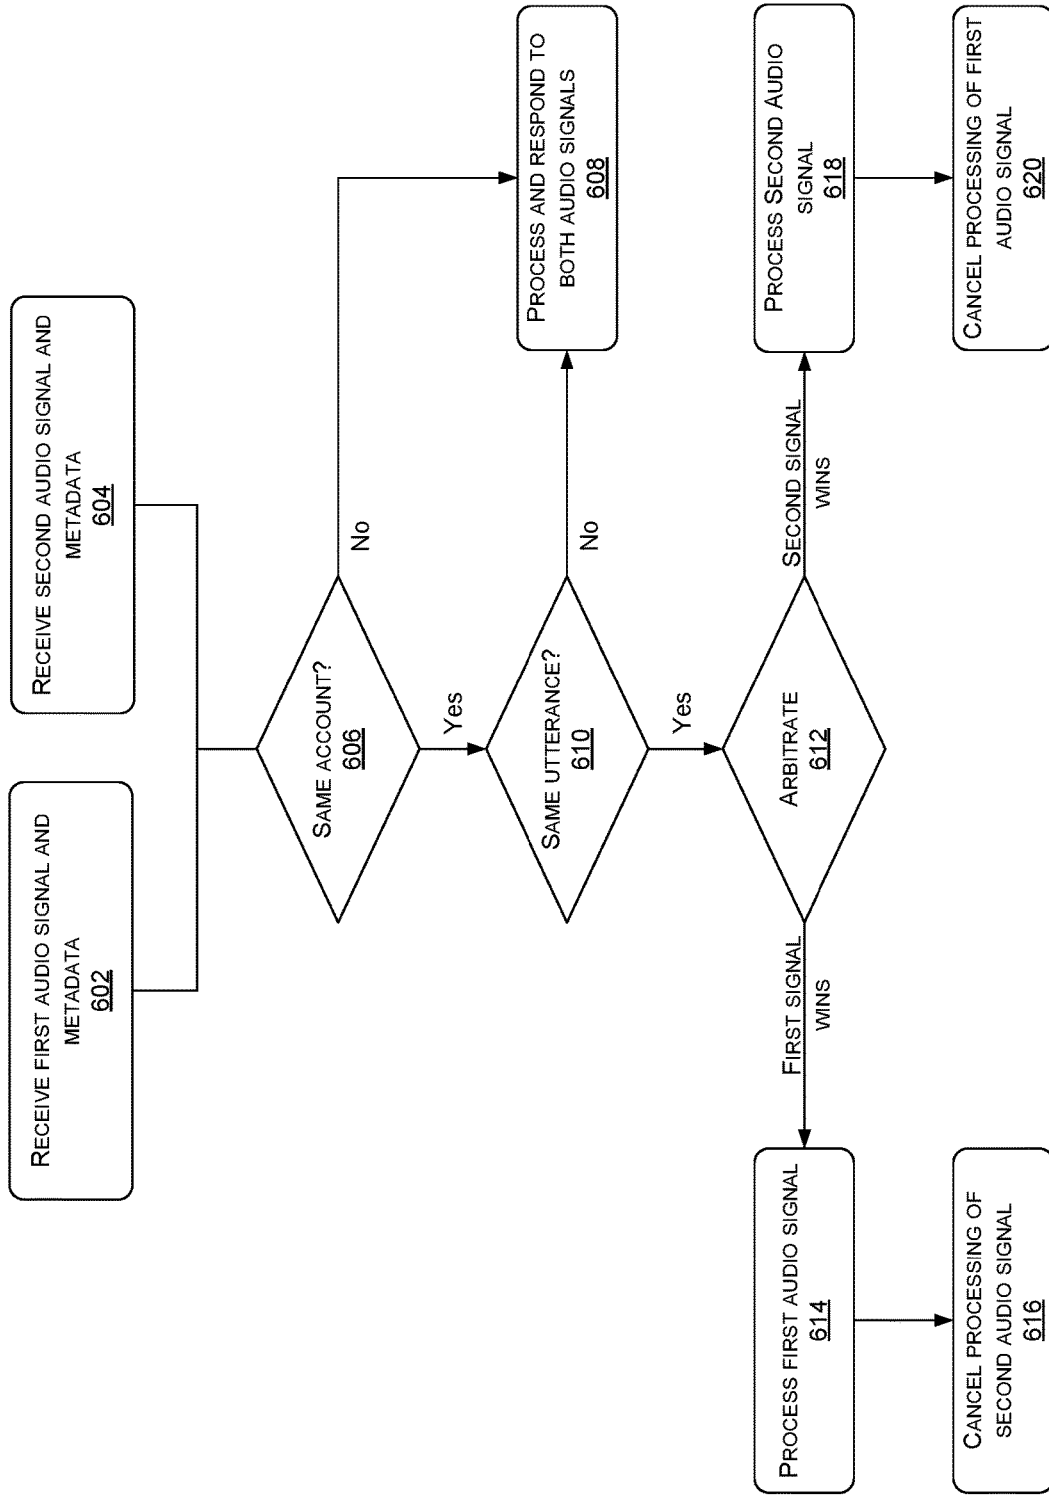 RECEIVE FIRST AUDIO SIGNAL AND
METADATA
602
RECEIVE SECOND AUDIO SIGNAL AND
METADATA
604
SAME ACCOUNT?
606
No
Yes
PROCESS AND RESPOND TO
BOTH AUDIO SIGNALS
608
SAME UTTERANCE?
610
No
Yes
ARBITRATE
612
FIRST SIGNAL
WINS
SECOND SIGNAL
WINS
PROCESS FIRST AUDIO SIGNAL
614
PROCESS SECOND AUDIO
SIGNAL
618
CANCEL PROCESSING OF
SECOND AUDIO SIGNAL
616
CANCEL PROCESSING OF FIRST
AUDIO SIGNAL
620